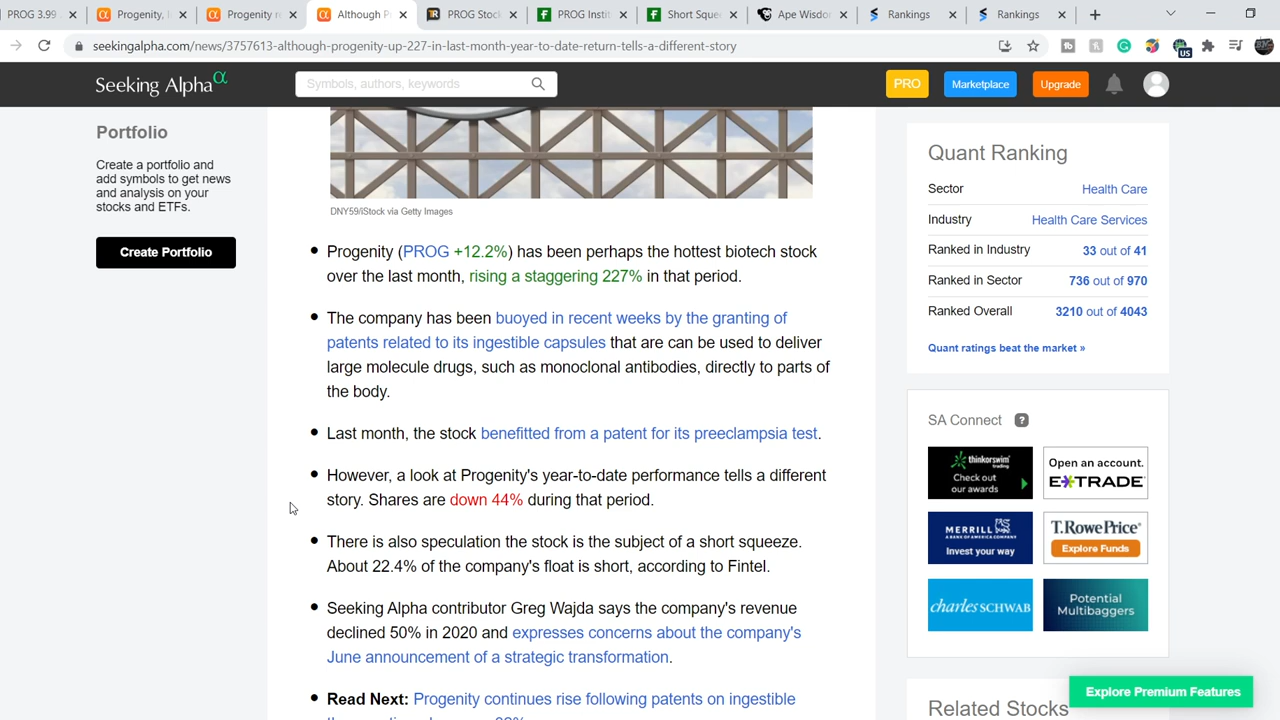 PROG 3.99
Progenity, I
Progenity re
Although P
PROG Stock
PROG Instit
Short Sque
Ape Wisdo
Rankings
Rankings
seekingalpha.com/news/3757613-although-progenity-up-227-in-last-month-year-to-date-return-tells-a-different-story
US
Seeking Alpha α
Symbols, authors, keywords
PRO
Marketplace
Upgrade
Portfolio
Create a portfolio and
add symbols to get news
and analysis on your
stocks and ETFs.
Create Portfolio
DNY59/iStock via Getty Images
Progenity (PROG +12.2%) has been perhaps the hottest biotech stock
over the last month, rising a staggering 227% in that period.
The company has been buoyed in recent weeks by the granting of
patents related to its ingestible capsules that are can be used to deliver
large molecule drugs, such as monoclonal antibodies, directly to parts of
the body.
Last month, the stock benefitted from a patent for its preeclampsia test.
However, a look at Progenity's year-to-date performance tells a different
story. Shares are down 44% during that period.
There is also speculation the stock is the subject of a short squeeze.
About 22.4% of the company's float is short, according to Fintel.
Seeking Alpha contributor Greg Wajda says the company's revenue
declined 50% in 2020 and expresses concerns about the company's
June announcement of a strategic transformation.
Read Next: Progenity continues rise following patents on ingestible
Quant Ranking
Sector Health Care
Industry Health Care Services
Ranked in Industry 33 out of 41
Ranked in Sector 736 out of 970
Ranked Overall 3210 out of 4043
Quant ratings beat the market »
SA Connect ?
thinkorswim
trading
Check out
our awards
Open an account.
E*TRADE
MERRILL
A BANK OF AMERICA COMPANY
Invest your way
T.RowePrice
Explore Funds
charles SCHWAB
Potential
Multibaggers
Explore Premium Features
Related Stocks